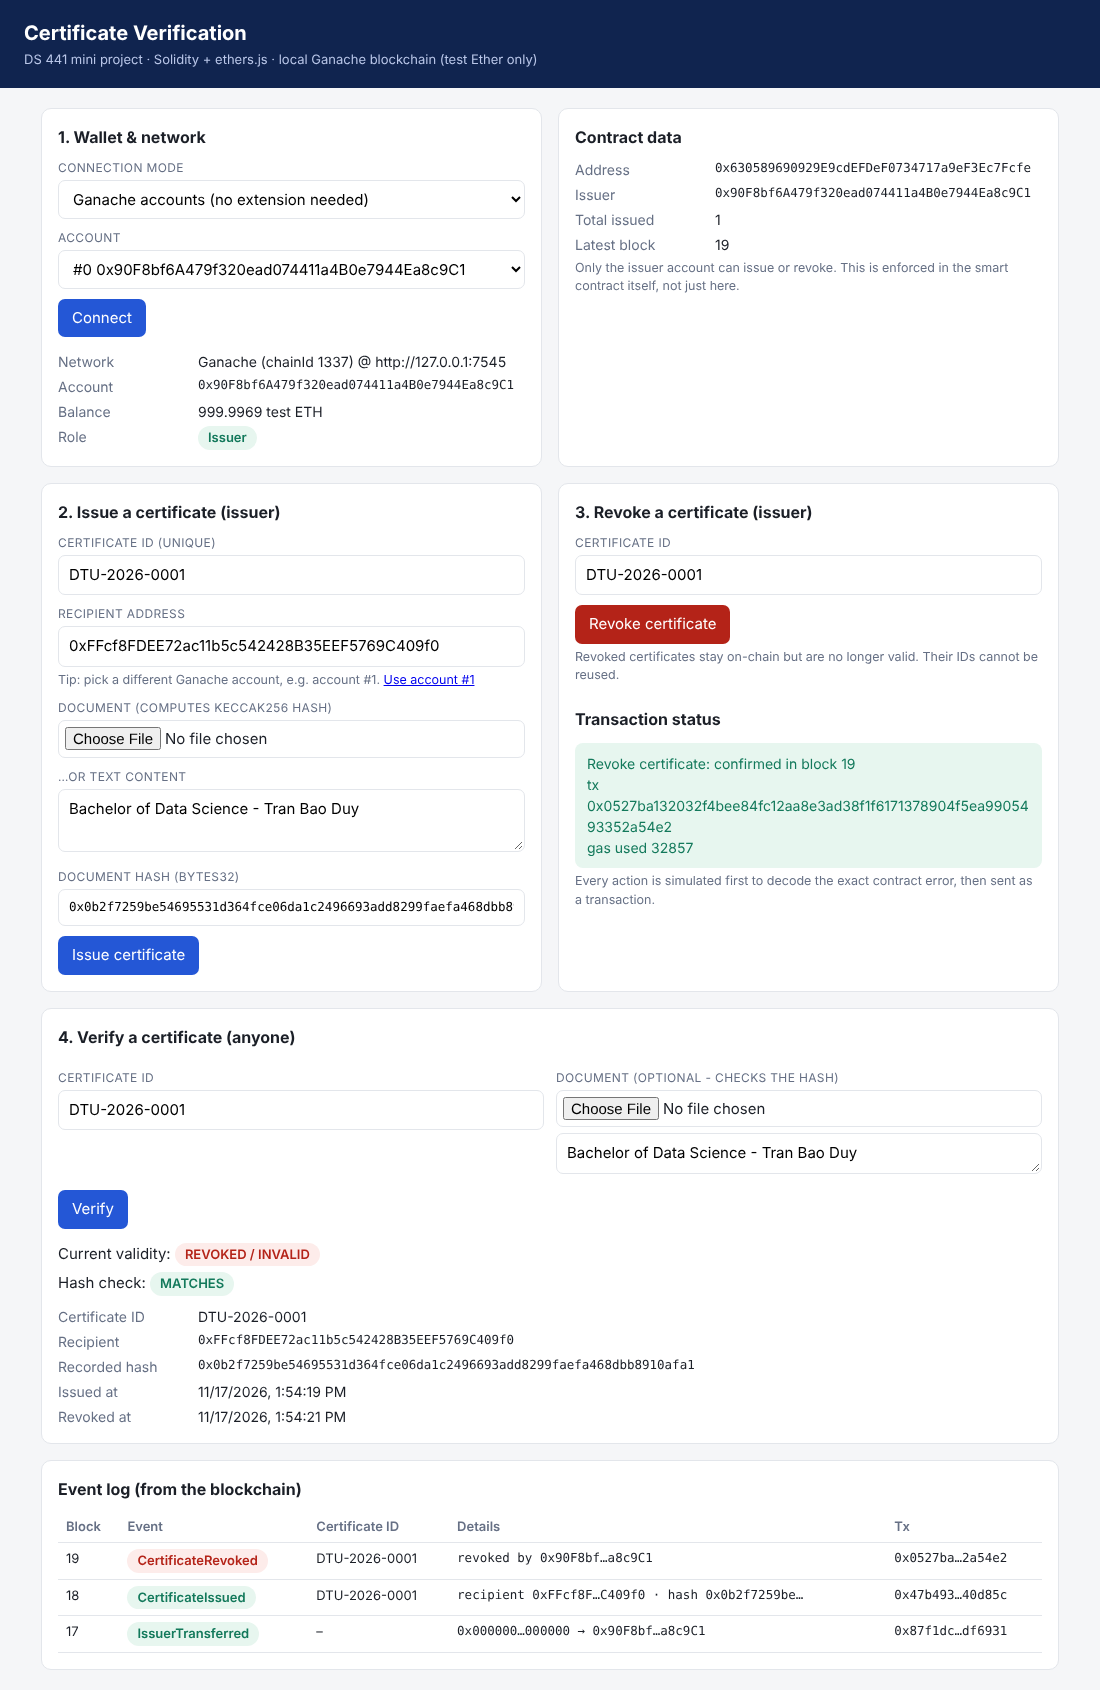 Certificate Verification
DS 441 mini project · Solidity + ethers.js · local Ganache blockchain (test Ether only)
1. Wallet & network
CONNECTION MODE
Ganache accounts (no extension needed)
ACCOUNT
#0 0x90F8bf6A479f320ead074411a4B0e7944Ea8c9C1
Connect
Network Ganache (chainId 1337) @ http://127.0.0.1:7545
Account 0x90F8bf6A479f320ead074411a4B0e7944Ea8c9C1
Balance 999.9969 test ETH
Role Issuer
Contract data
Address 0x630589690929E9cdEFDeF0734717a9eF3Ec7Fcfe
Issuer 0x90F8bf6A479f320ead074411a4B0e7944Ea8c9C1
Total issued 1
Latest block 19
Only the issuer account can issue or revoke. This is enforced in the smart
contract itself, not just here.
2. Issue a certificate (issuer)
CERTIFICATE ID (UNIQUE)
DTU-2026-0001
RECIPIENT ADDRESS
0xFFcf8FDEE72ac11b5c542428B35EEF5769C409f0
Tip: pick a different Ganache account, e.g. account #1. Use account #1
DOCUMENT (COMPUTES KECCAK256 HASH)
Choose File No file chosen
...OR TEXT CONTENT
Bachelor of Data Science - Tran Bao Duy
DOCUMENT HASH (BYTES32)
0x0b2f7259be54695531d364fce06da1c2496693add8299faefa468dbb8
Issue certificate
3. Revoke a certificate (issuer)
CERTIFICATE ID
DTU-2026-0001
Revoke certificate
Revoked certificates stay on-chain but are no longer valid. Their IDs cannot be
reused.
Transaction status
Revoke certificate: confirmed in block 19
tx
0x0527ba132032f4bee84fc12aa8e3ad38f1f6171378904f5ea99054
93352a54e2
gas used 32857
Every action is simulated first to decode the exact contract error, then sent as
a transaction.
4. Verify a certificate (anyone)
CERTIFICATE ID
DTU-2026-0001
DOCUMENT (OPTIONAL - CHECKS THE HASH)
Choose File No file chosen
Bachelor of Data Science - Tran Bao Duy
Verify
Current validity: REVOKED / INVALID
Hash check: MATCHES
Certificate ID DTU-2026-0001
Recipient 0xFFcf8FDEE72ac11b5c542428B35EEF5769C409f0
Recorded hash 0x0b2f7259be54695531d364fce06da1c2496693add8299faefa468dbb8910afa1
Issued at 11/17/2026, 1:54:19 PM
Revoked at 11/17/2026, 1:54:21 PM
Event log (from the blockchain)
Block Event Certificate ID Details Tx
19 CertificateRevoked DTU-2026-0001 revoked by 0x90F8bf…a8c9C1 0x0527ba…2a54e2
18 CertificateIssued DTU-2026-0001 recipient 0xFFcf8F…C409f0 · hash 0x0b2f7259be… 0x47b493…40d85c
17 IssuerTransferred – 0x000000…000000 → 0x90F8bf…a8c9C1 0x87f1dc…df6931